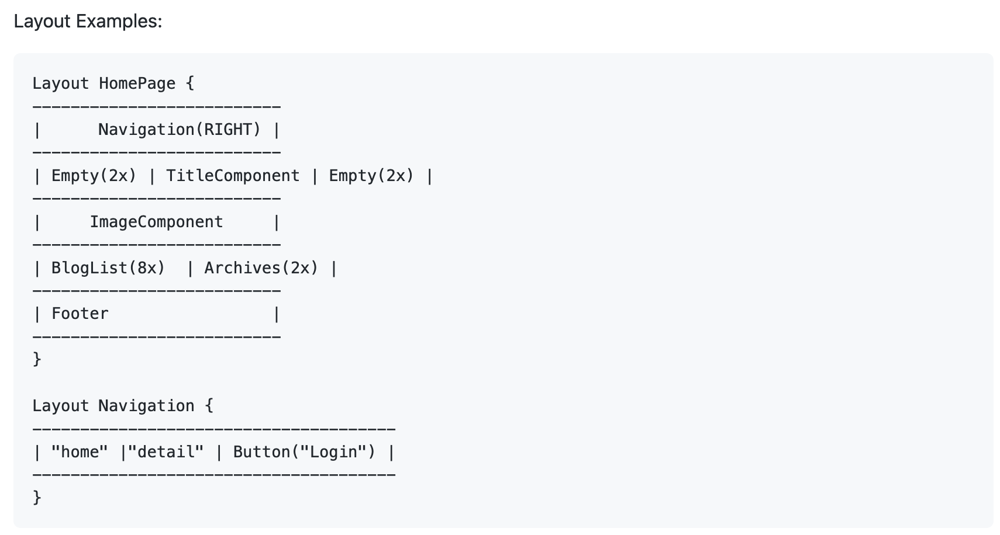 Layout Examples:
Layout HomePage {
--------------------------
|      Navigation(RIGHT) |
--------------------------
| Empty(2x) | TitleComponent | Empty(2x) |
--------------------------
|     ImageComponent     |
--------------------------
| BlogList(8x)  | Archives(2x) |
--------------------------
| Footer                 |
--------------------------
}
Layout Navigation {
--------------------------------------
| "home" |"detail" | Button("Login") |
--------------------------------------
}